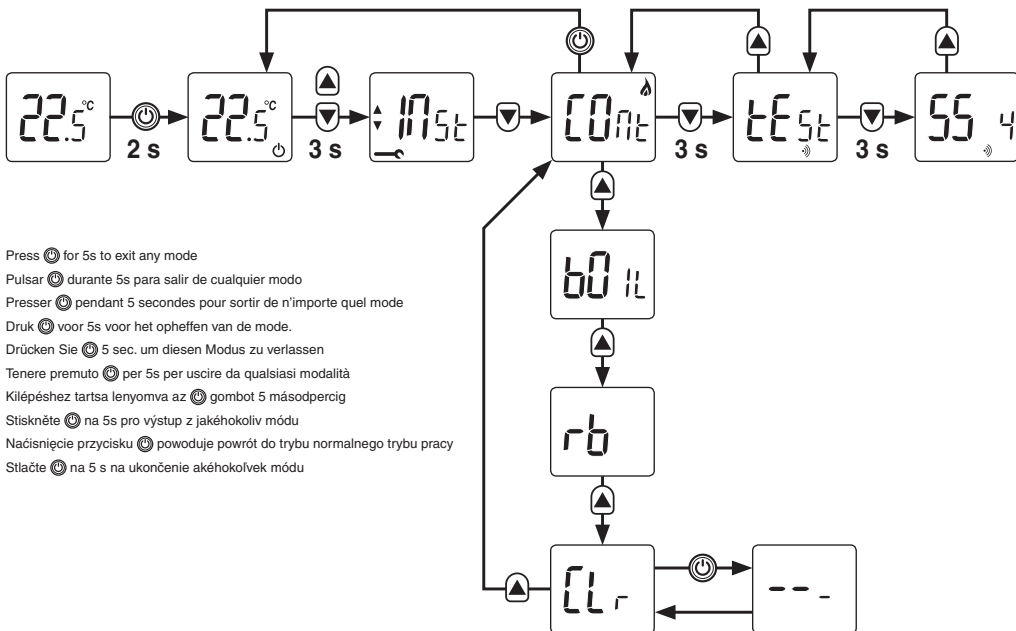 22.5°C
2 s
22.5°C
3 s
INSt
CONt
3 s
tESt
3 s
SS 4
bOIL
rb
CLr
-- -
Press for 5s to exit any mode
Pulsar durante 5s para salir de cualquier modo
Presser pendant 5 secondes pour sortir de n’importe quel mode
Druk voor 5s voor het opheffen van de mode.
Drücken Sie 5 sec. um diesen Modus zu verlassen
Tenere premuto per 5s per uscire da qualsiasi modalità
Kilépéshez tartsa lenyomva az gombot 5 másodpercig
Stiskněte na 5s pro výstup z jakéhokoliv módu
Naćisnięcie przycisku powoduje powrót do trybu normalnego trybu pracy
Stlačte na 5 s na ukončenie akéhokoľvek módu